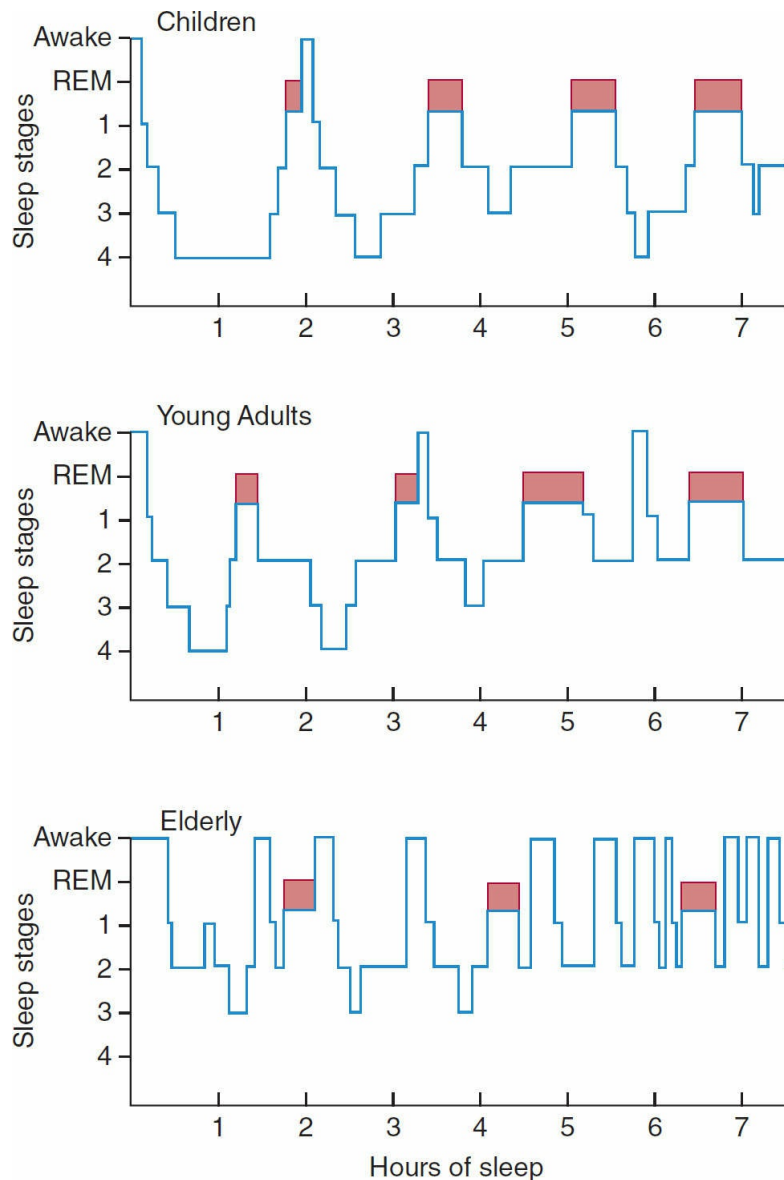 Children
Awake
REM
1
2
3
4
Sleep stages
1 2 3 4 5 6 7
Young Adults
Awake
REM
1
2
3
4
Sleep stages
1 2 3 4 5 6 7
Elderly
Awake
REM
1
2
3
4
Sleep stages
1 2 3 4 5 6 7
Hours of sleep